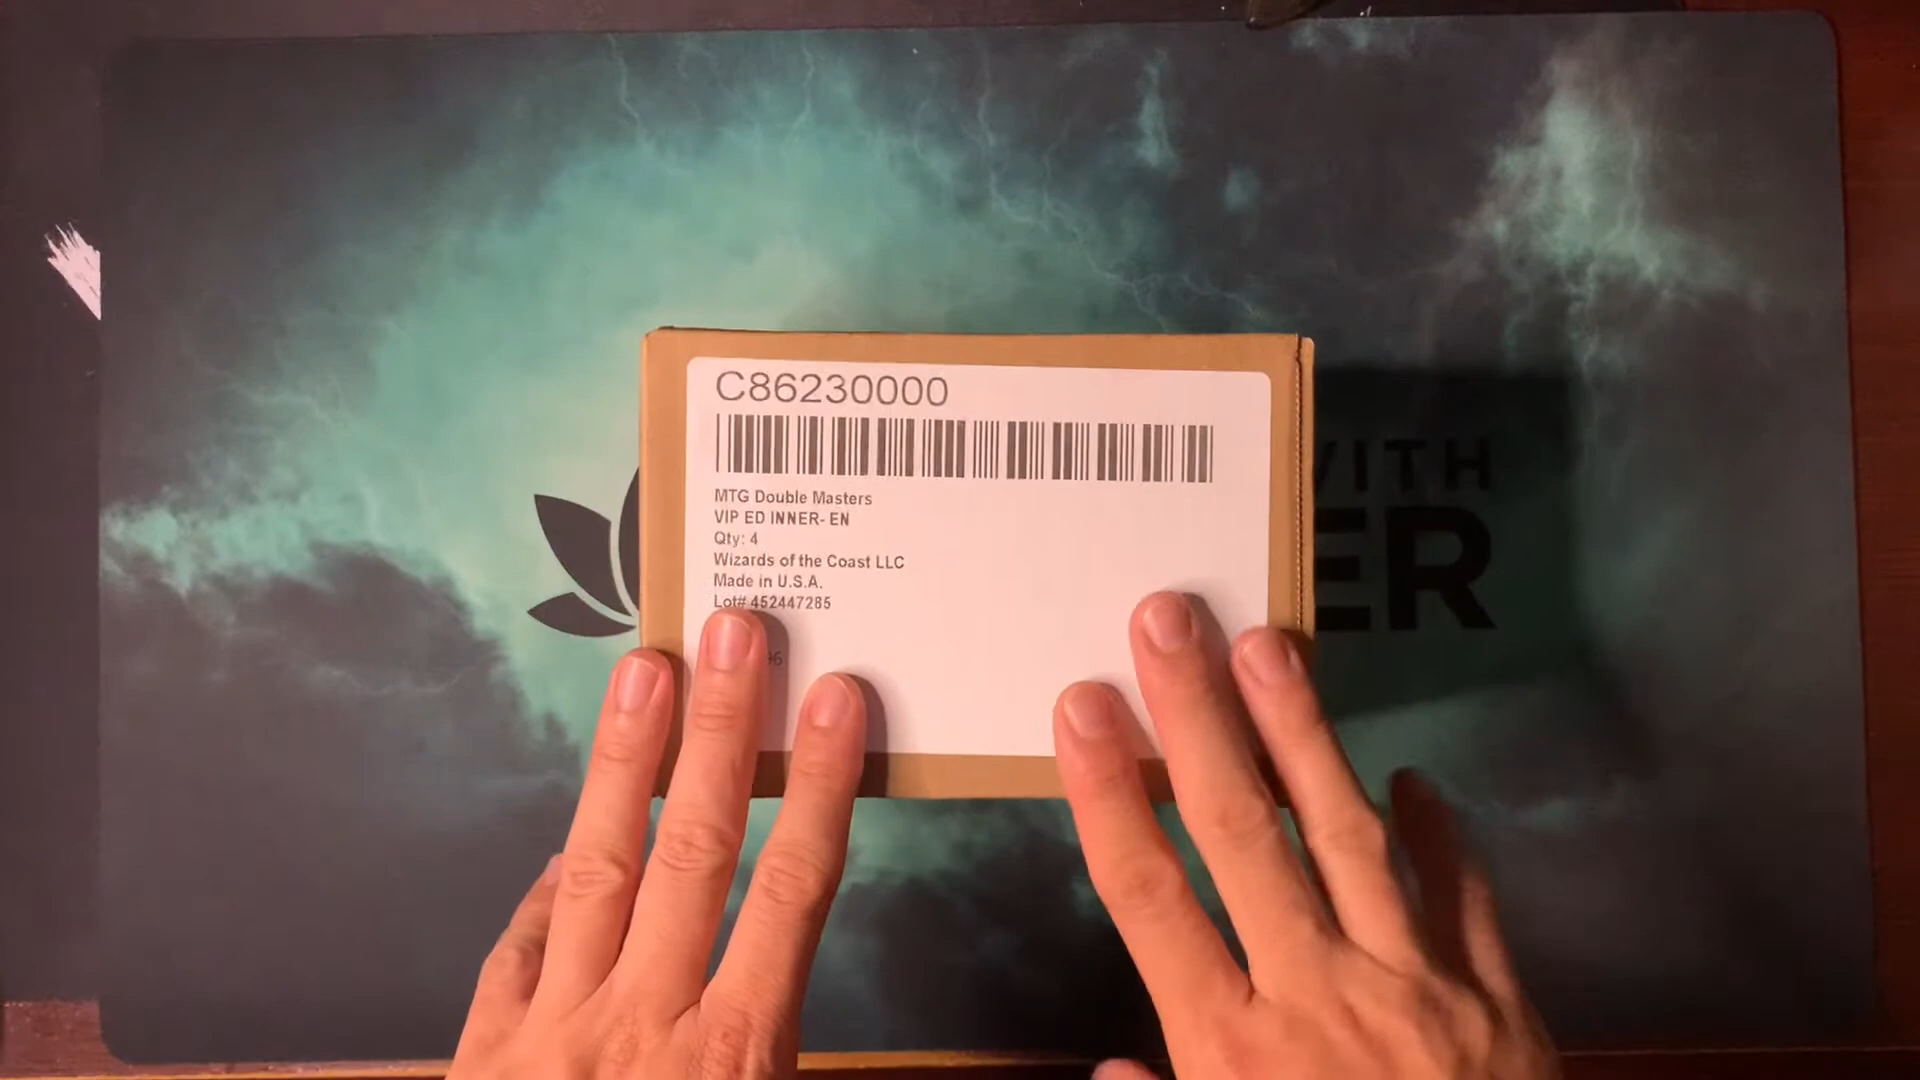 C86230000
MTG Double Masters
VIP ED INNER- EN
Qty: 4
Wizards of the Coast LLC
Made in U.S.A.
Lot# 452447285